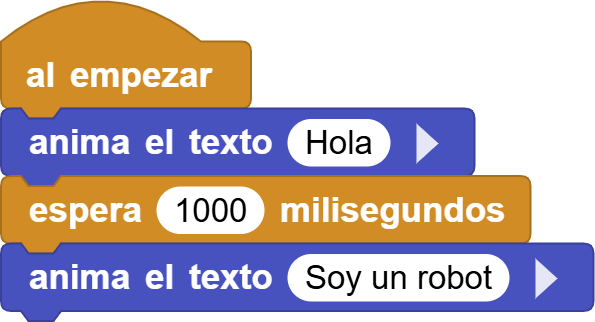 al empezar
anima el texto Hola
espera 1000 milisegundos
anima el texto Soy un robot